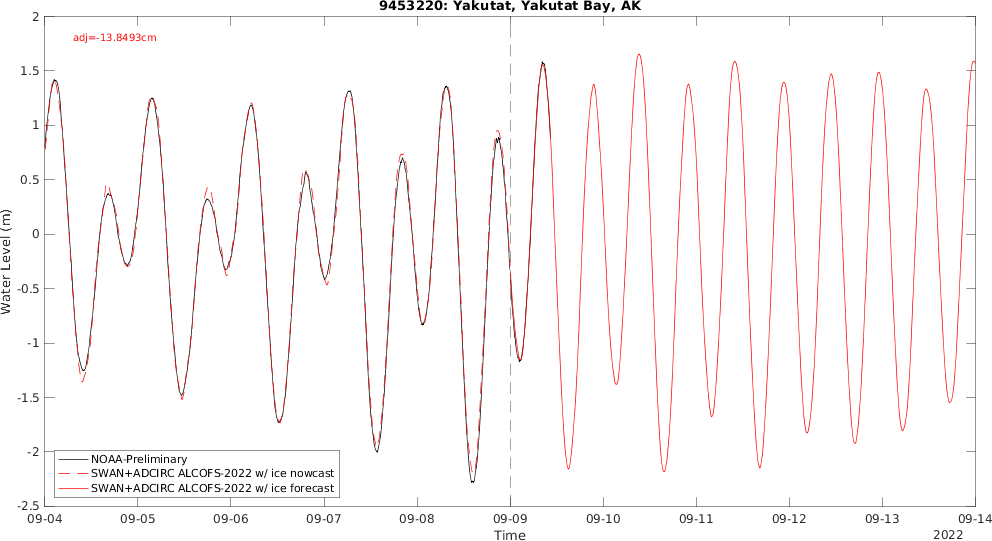 9453220: Yakutat, Yakutat Bay, AK
adj=-13.8493cm
2
1.5
1
0.5
0
-0.5
-1
-1.5
-2
-2.5
Water Level (m)
NOAA-Preliminary
SWAN+ADCIRC ALCOFS-2022 w/ ice nowcast
SWAN+ADCIRC ALCOFS-2022 w/ ice forecast
09-04 09-05 09-06 09-07 09-08 09-09 09-10 09-11 09-12 09-13 09-14
Time
2022